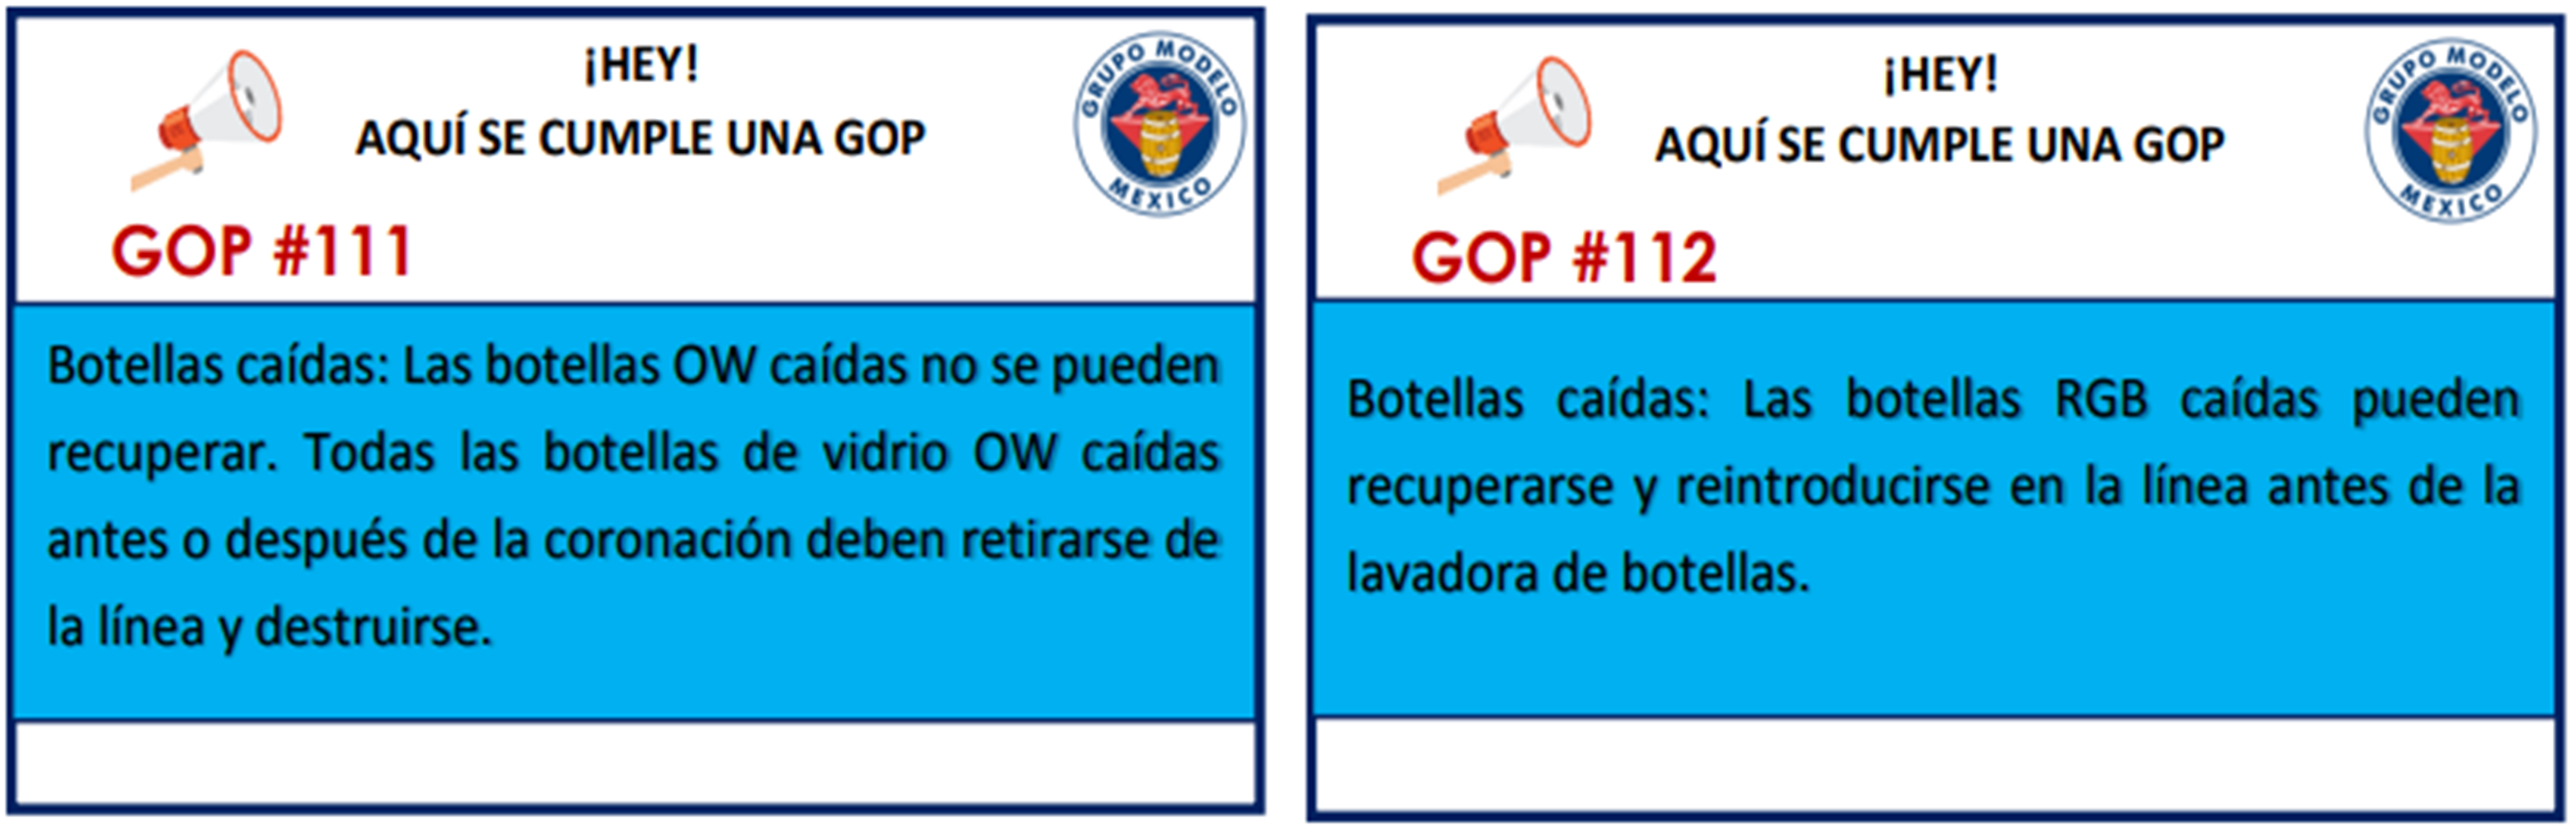 ¡HEY!
AQUÍ SE CUMPLE UNA GOP
GRUPO MODELO
MEXICO
GOP #111
Botellas caídas: Las botellas OW caídas no se pueden
recuperar. Todas las botellas de vidrio OW caídas
antes o después de la coronación deben retirarse de
la línea y destruirse.
¡HEY!
AQUÍ SE CUMPLE UNA GOP
GRUPO MODELO
MEXICO
GOP #112
Botellas caídas: Las botellas RGB caídas pueden
recuperarse y reintroducirse en la línea antes de la
lavadora de botellas.